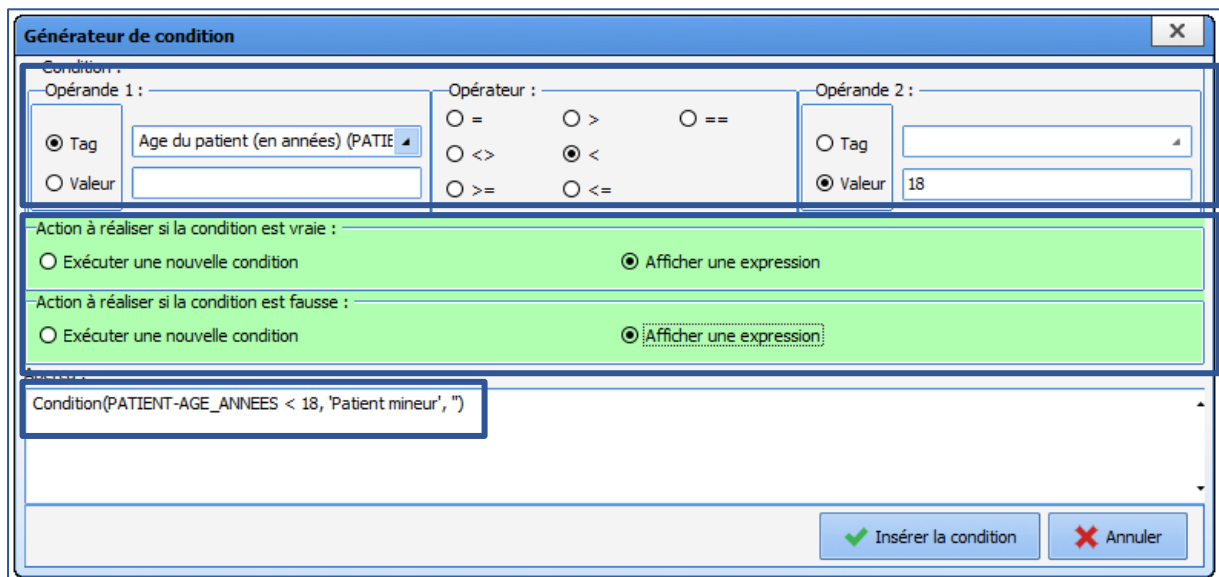 Générateur de condition
Condition :
Opérande 1 :
Opérateur :
Opérande 2 :
Tag
Age du patient (en années) (PATIE
Valeur
=
>
==
<>
<
>=
<=
Tag
Valeur
18
Action à réaliser si la condition est vraie :
Exécuter une nouvelle condition
Afficher une expression
Action à réaliser si la condition est fausse :
Exécuter une nouvelle condition
Afficher une expression
Aperçu :
Condition(PATIENT-AGE_ANNEES < 18, 'Patient mineur', '')
Insérer la condition
Annuler